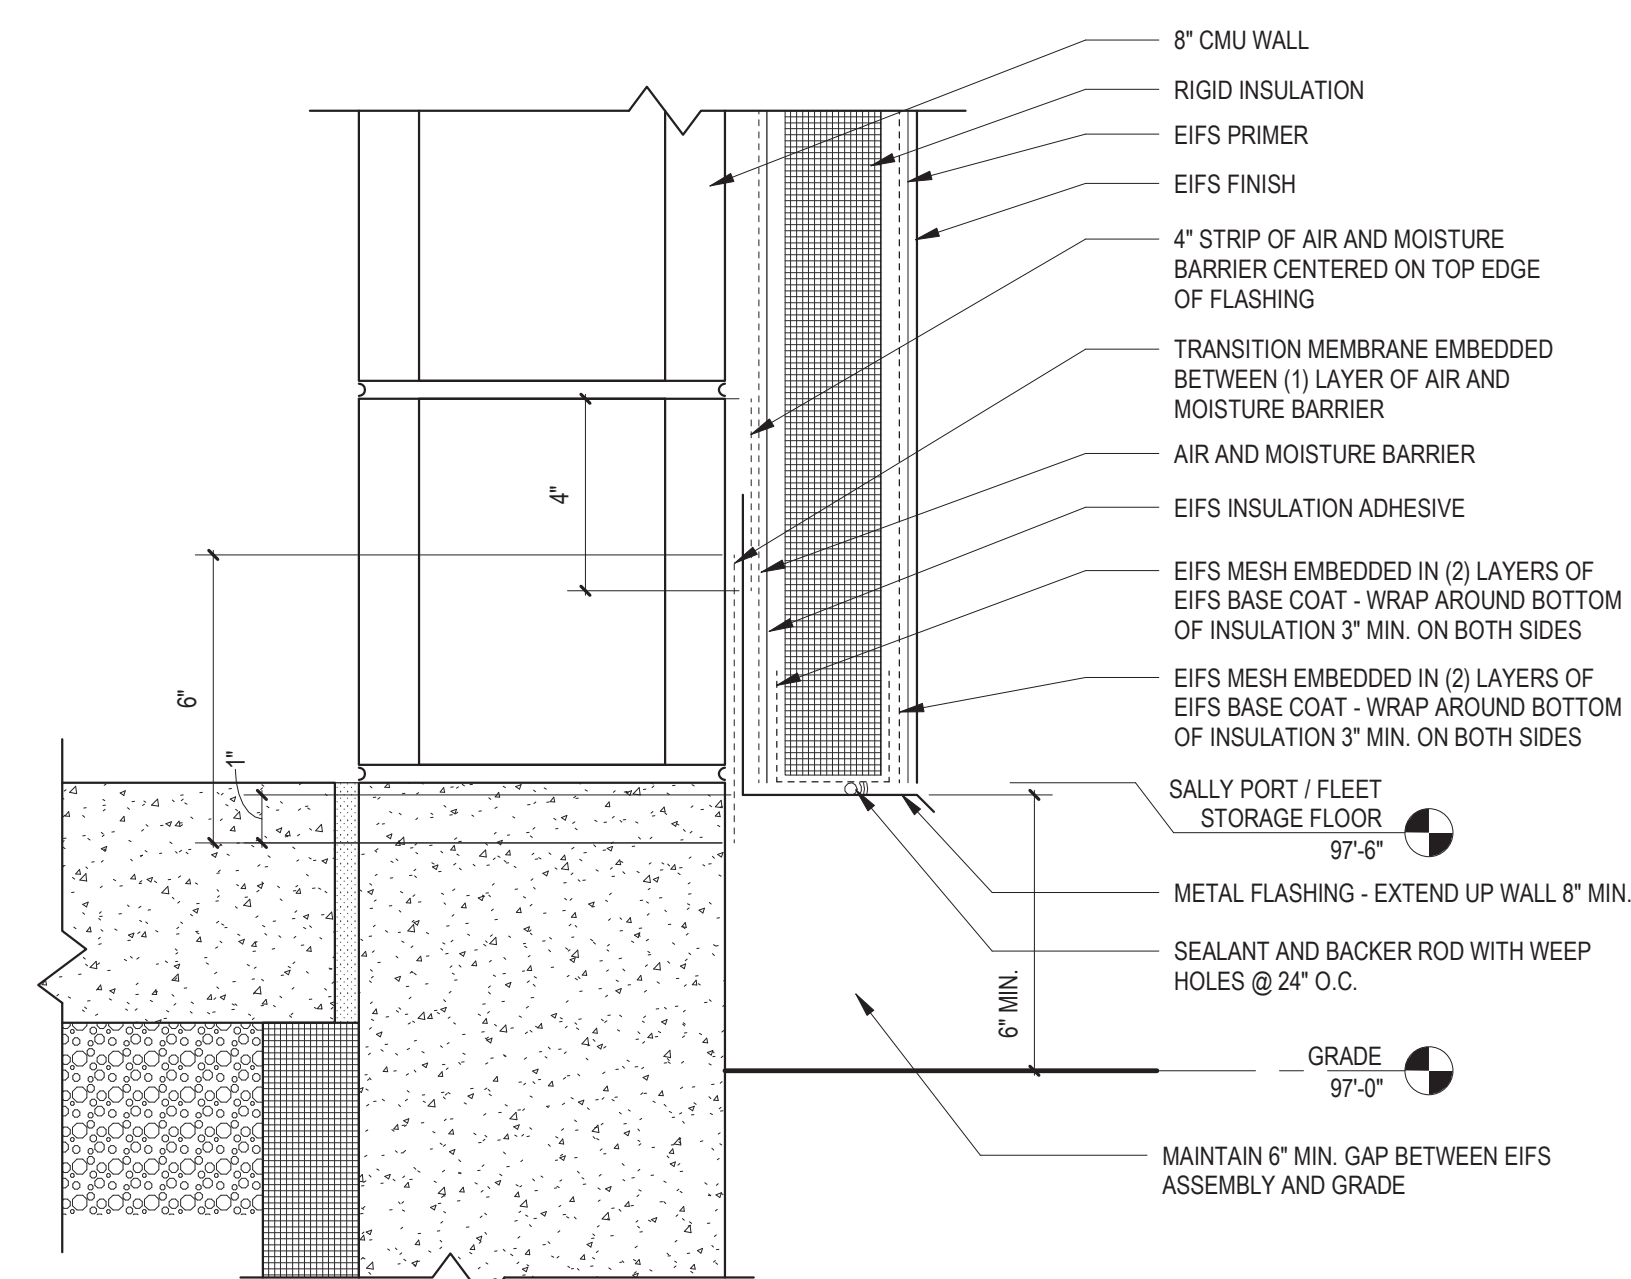 8" CMU WALL
RIGID INSULATION
EIFS PRIMER
EIFS FINISH
4" STRIP OF AIR AND MOISTURE
BARRIER CENTERED ON TOP EDGE
OF FLASHING
TRANSITION MEMBRANE EMBEDDED
BETWEEN (1) LAYER OF AIR AND
MOISTURE BARRIER
AIR AND MOISTURE BARRIER
EIFS INSULATION ADHESIVE
EIFS MESH EMBEDDED IN (2) LAYERS OF
EIFS BASE COAT - WRAP AROUND BOTTOM
OF INSULATION 3" MIN. ON BOTH SIDES
EIFS MESH EMBEDDED IN (2) LAYERS OF
EIFS BASE COAT - WRAP AROUND BOTTOM
OF INSULATION 3" MIN. ON BOTH SIDES
SALLY PORT / FLEET
STORAGE FLOOR
97'-6"
METAL FLASHING - EXTEND UP WALL 8" MIN.
SEALANT AND BACKER ROD WITH WEEP
HOLES @ 24" O.C.
GRADE
97'-0"
MAINTAIN 6" MIN. GAP BETWEEN EIFS
ASSEMBLY AND GRADE
4"
6"
1"
6" MIN.